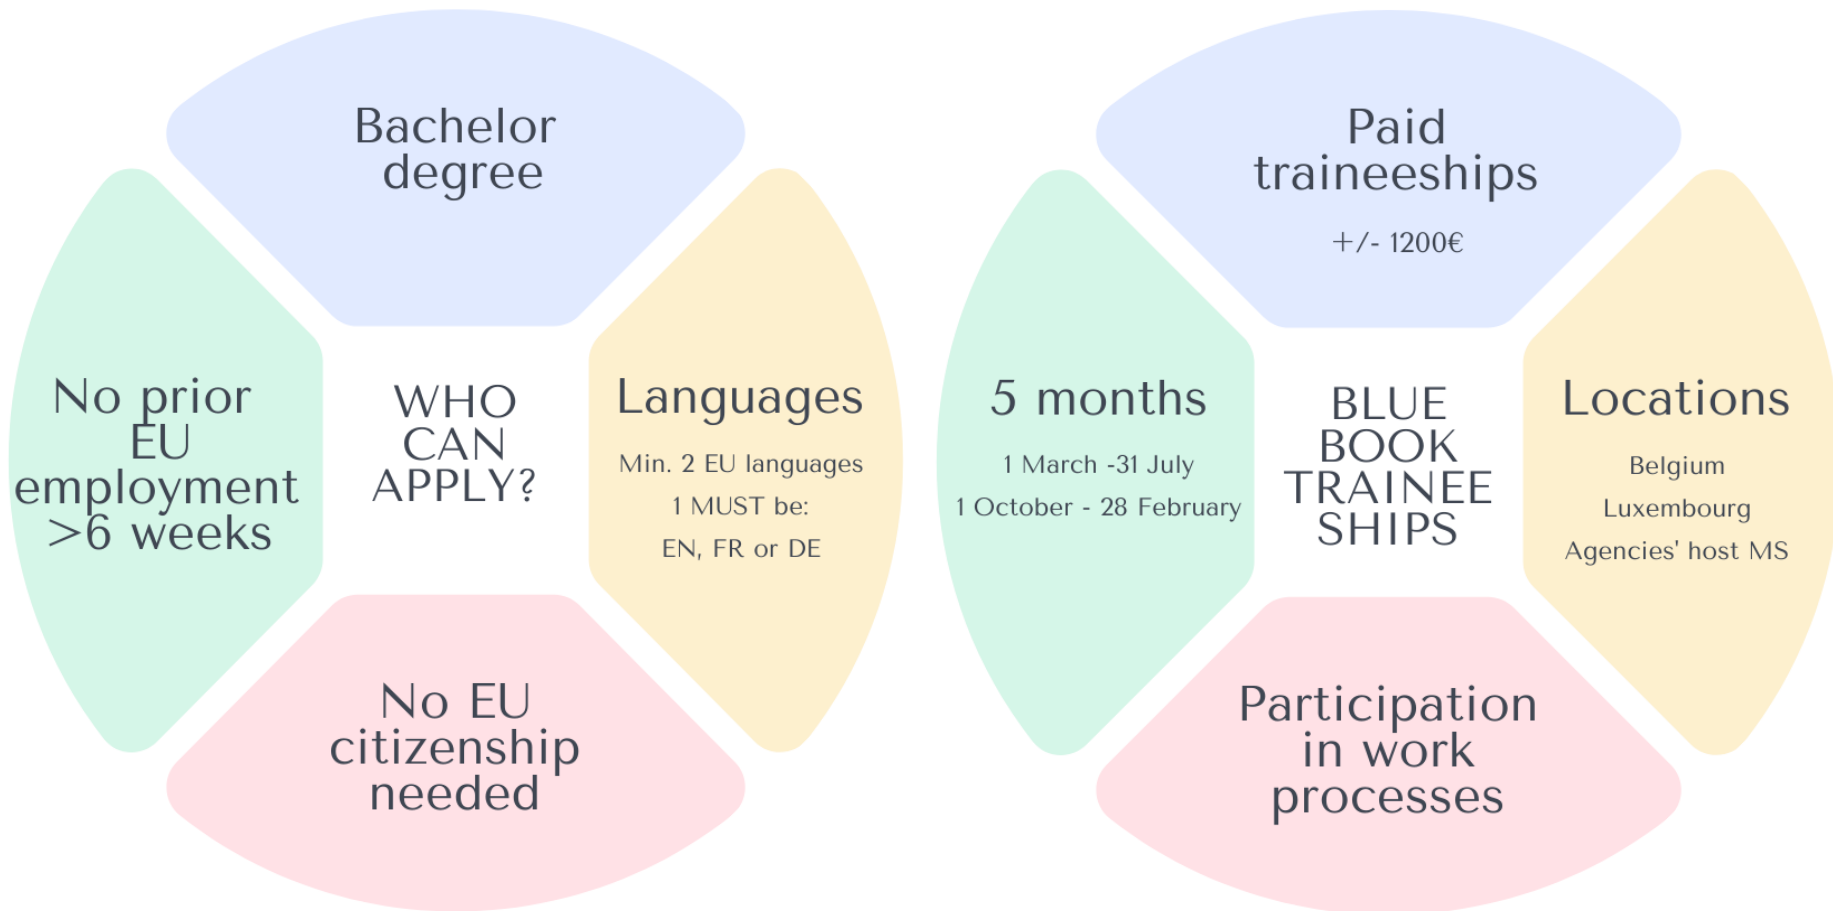 Bachelor
degree
No prior
EU
employment
>6 weeks
WHO
CAN
APPLY?
Languages
Min. 2 EU languages
1 MUST be:
EN, FR or DE
No EU
citizenship
needed
Paid
traineeships
+/- 1200€
5 months
1 March -31 July
1 October - 28 February
BLUE
BOOK
TRAINEE
SHIPS
Locations
Belgium
Luxembourg
Agencies' host MS
Participation
in work
processes